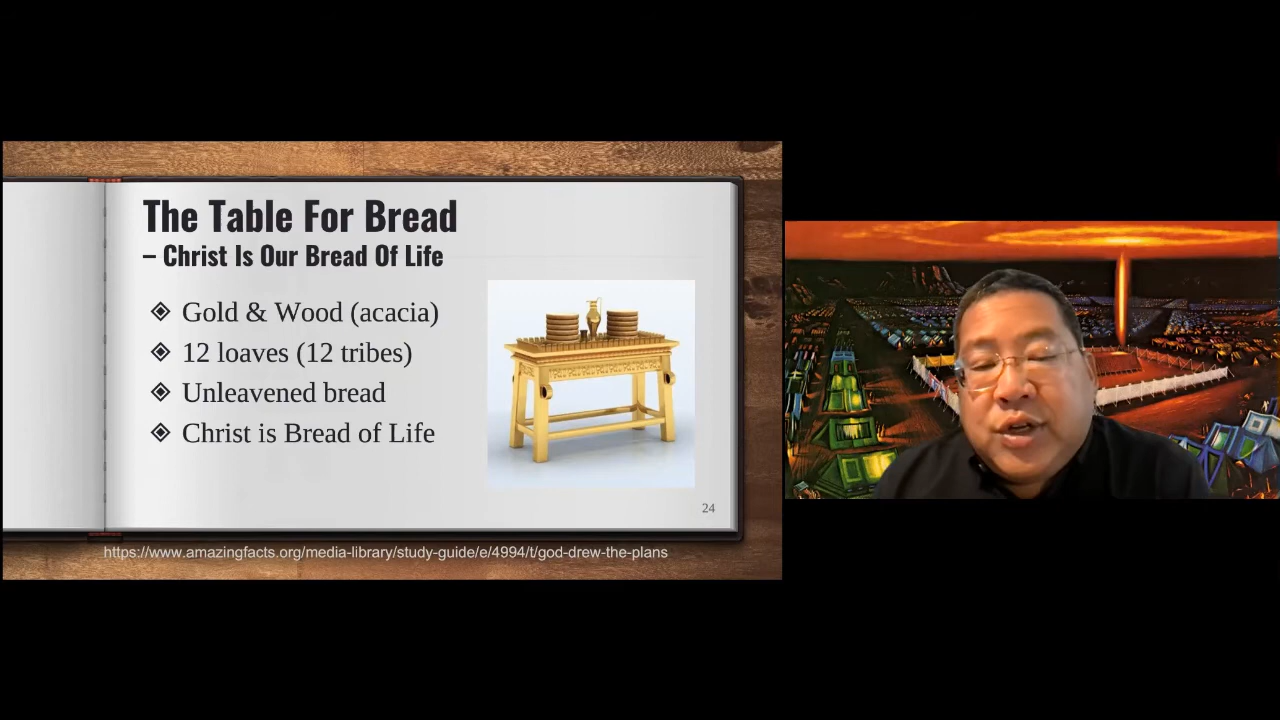 The Table For Bread
– Christ Is Our Bread Of Life
Gold & Wood (acacia)
12 loaves (12 tribes)
Unleavened bread
Christ is Bread of Life
24
https://www.amazingfacts.org/media-library/study-guide/e/4994/t/god-drew-the-plans